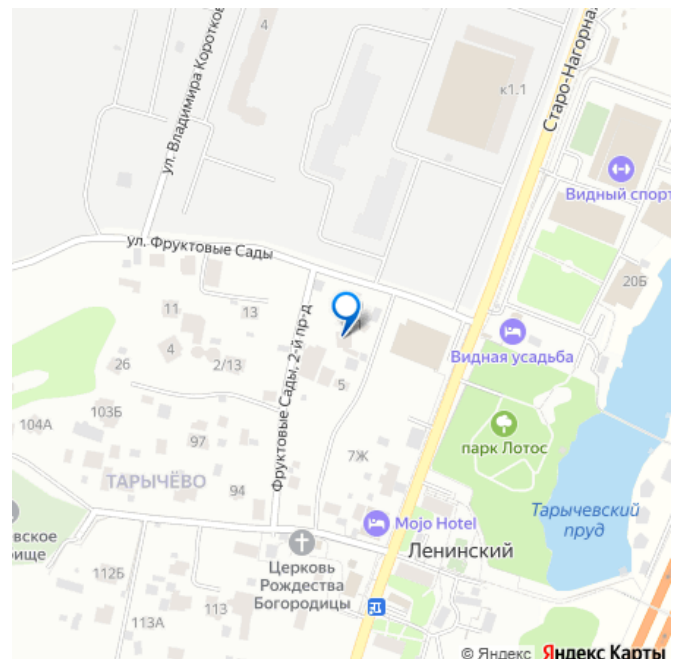 4
ул. Владимира Коротков
к1.1
Старо-Нагорна
Видный спорт
ул. Фруктовые Сады
20Б
11
13
Фруктовые Сады, 2-й пр-д
4
2/13
26
5
Видная усадьба
парк Лотос
104А
103Б
97
7Ж
ТАРЫЧЁВО
94
Тарычевский
пруд
Mojo Hotel
вское
ище
Ленинский
Церковь
Рождества
Богородицы
112Б
113
113А
© Яндекс Яндекс Карты